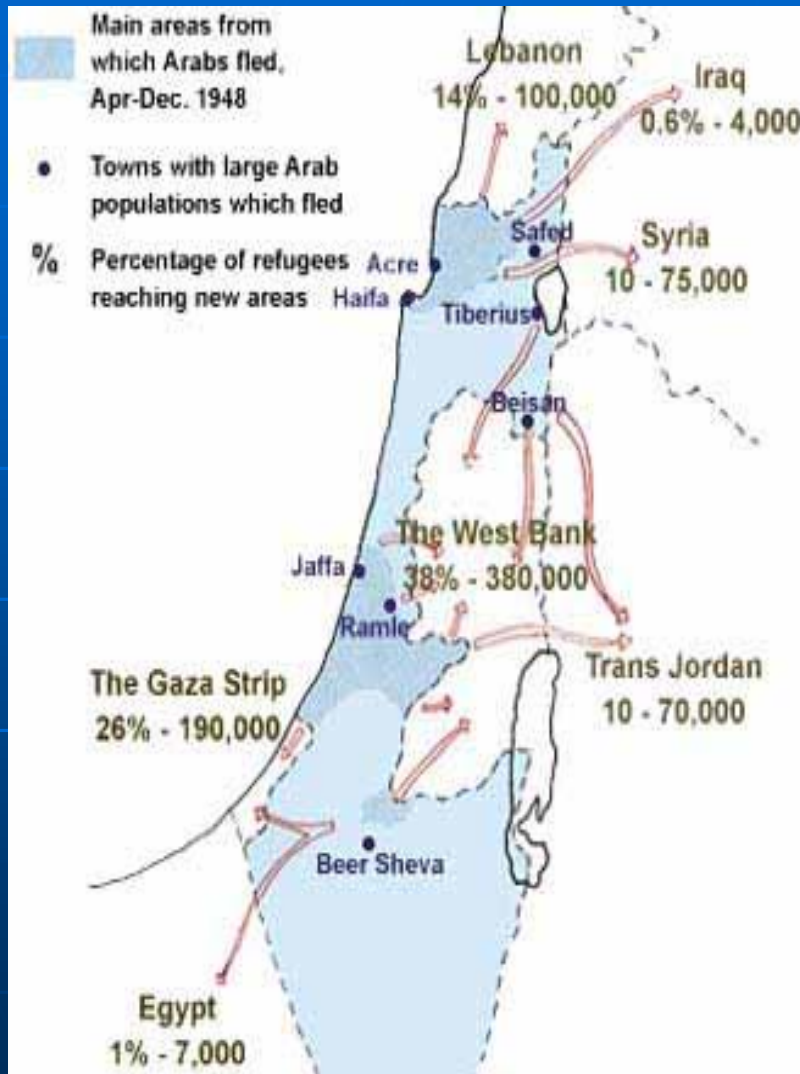 Main areas from
which Arabs fled,
Apr-Dec. 1948
Towns with large Arab
populations which fled
% Percentage of refugees
reaching new areas
Lebanon
14% - 100,000
Iraq
0.6% - 4,000
Safed
Syria
10 - 75,000
Acre
Haifa
Tiberius
Beisan
The West Bank
38% - 380,000
Jaffa
Ramle
Trans Jordan
10 - 70,000
The Gaza Strip
26% - 190,000
Beer Sheva
Egypt
1% - 7,000